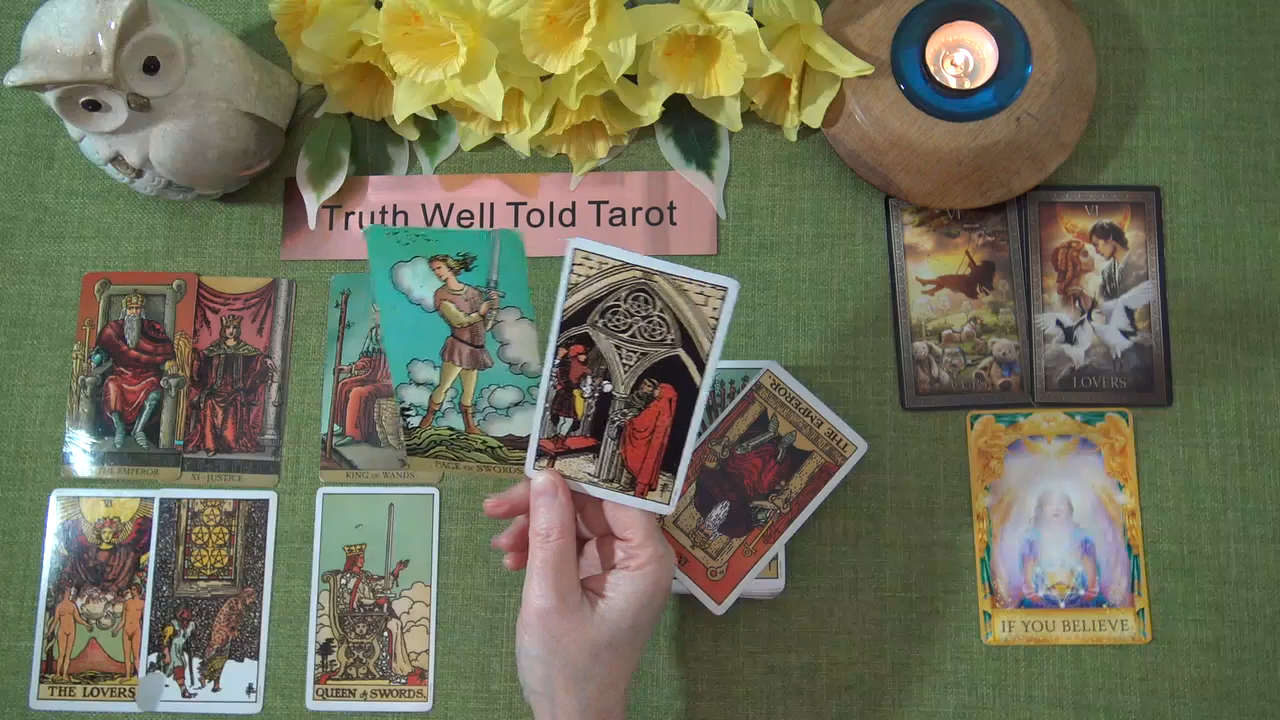 Truth Well Told Tarot
VI
LOVERS
THE EMPEROR
XI · JUSTICE
KING OF WANDS
PAGE OF SWORDS
THE EMPEROR.
IF YOU BELIEVE
VI
THE LOVERS
QUEEN of SWORDS.